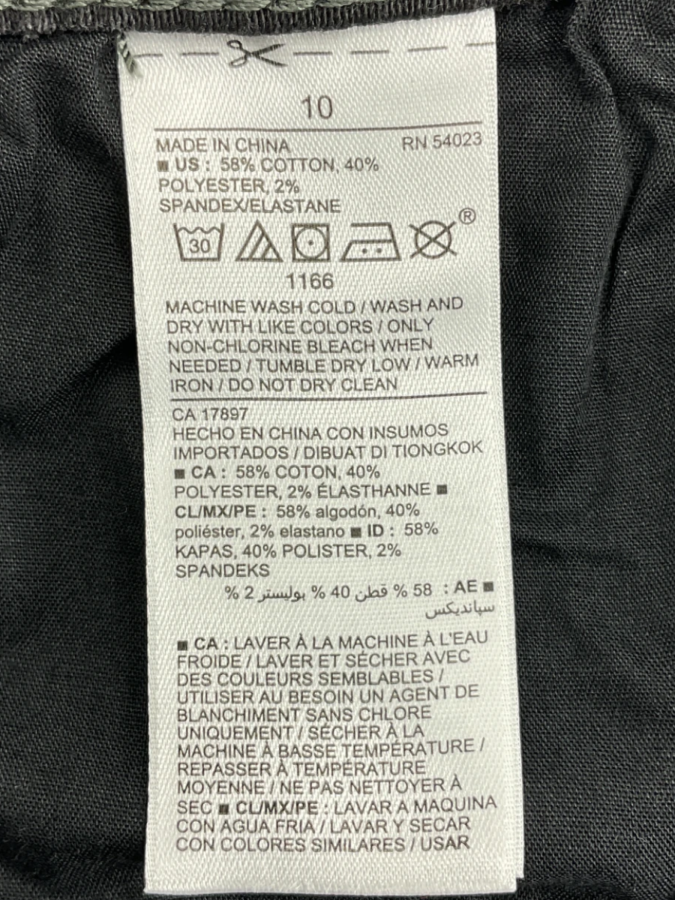 10
MADE IN CHINA RN 54023
■ US : 58% COTTON, 40%
POLYESTER, 2%
SPANDEX/ELASTANE
30 ®
1166
MACHINE WASH COLD / WASH AND
DRY WITH LIKE COLORS / ONLY
NON-CHLORINE BLEACH WHEN
NEEDED / TUMBLE DRY LOW / WARM
IRON / DO NOT DRY CLEAN
CA 17897
HECHO EN CHINA CON INSUMOS
IMPORTADOS / DIBUAT DI TIONGKOK
■ CA : 58% COTON, 40%
POLYESTER, 2% ÉLASTHANNE ■
CL/MX/PE : 58% algodón, 40%
poliéster, 2% elastano ■ ID : 58%
KAPAS, 40% POLISTER, 2%
SPANDEKS
■ AE : 58 % قطن 40 % بوليستر 2 %
سپانديكس
■ CA : LAVER À LA MACHINE À L'EAU
FROIDE / LAVER ET SÉCHER AVEC
DES COULEURS SEMBLABLES /
UTILISER AU BESOIN UN AGENT DE
BLANCHIMENT SANS CHLORE
UNIQUEMENT / SÉCHER À LA
MACHINE À BASSE TEMPÉRATURE /
REPASSER À TEMPÉRATURE
MOYENNE / NE PAS NETTOYER À
SEC ■ CL/MX/PE : LAVAR A MAQUINA
CON AGUA FRIA / LAVAR Y SECAR
CON COLORES SIMILARES / USAR